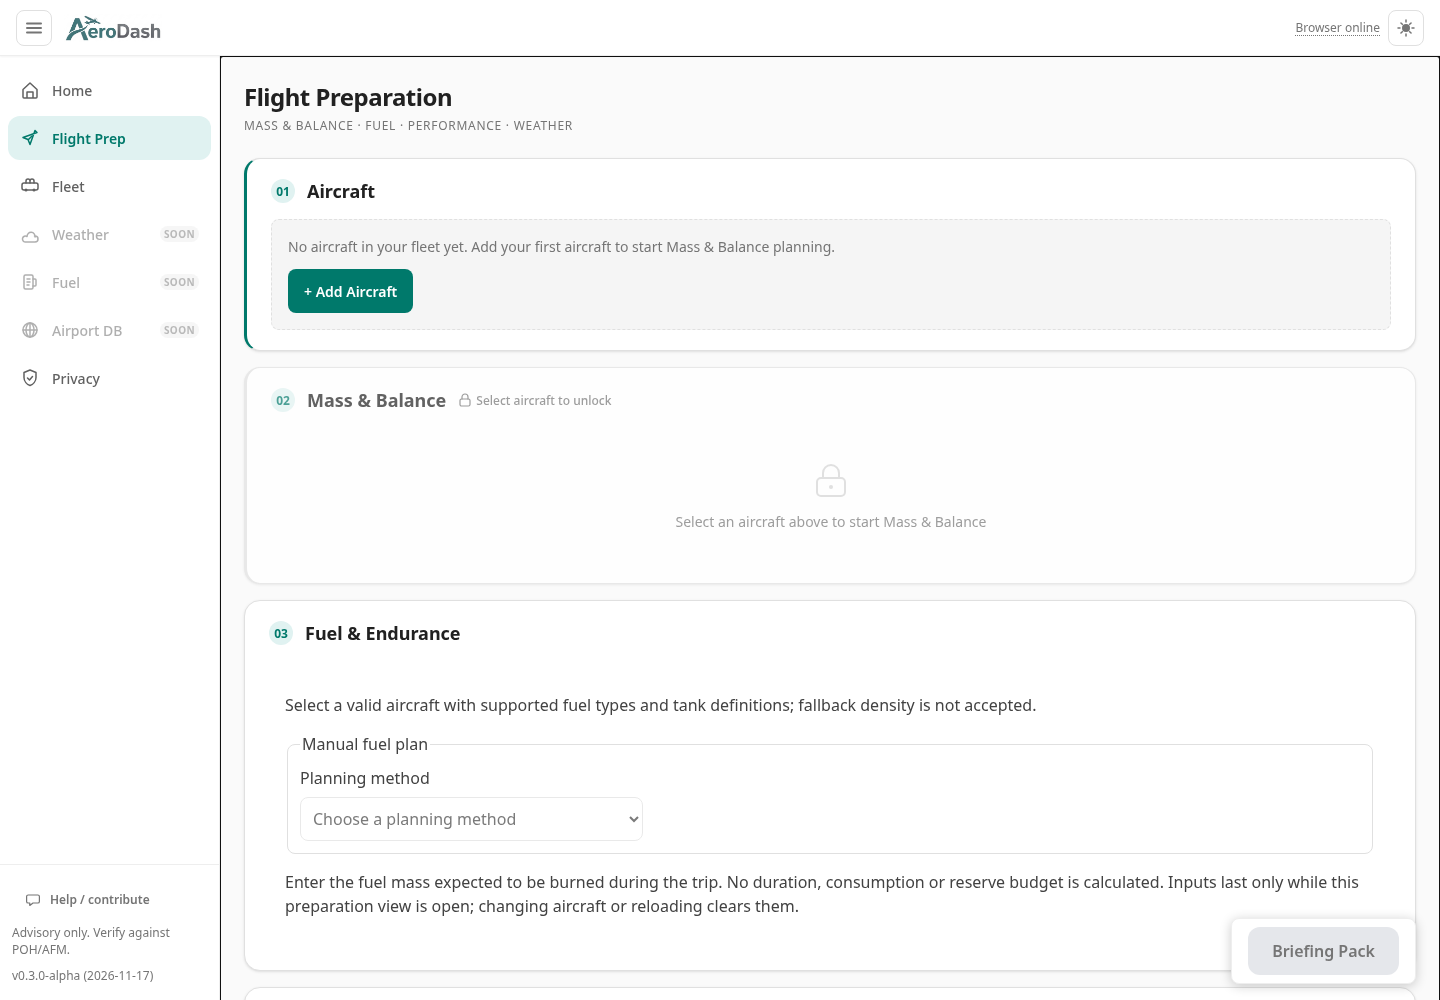 AeroDash
Browser online
Home
Flight Prep
Fleet
Weather SOON
Fuel SOON
Airport DB SOON
Privacy
Help / contribute
Advisory only. Verify against
POH/AFM.
v0.3.0-alpha (2026-11-17)
Flight Preparation
MASS & BALANCE · FUEL · PERFORMANCE · WEATHER
01 Aircraft
No aircraft in your fleet yet. Add your first aircraft to start Mass & Balance planning.
+ Add Aircraft
02 Mass & Balance Select aircraft to unlock
Select an aircraft above to start Mass & Balance
03 Fuel & Endurance
Select a valid aircraft with supported fuel types and tank definitions; fallback density is not accepted.
Manual fuel plan
Planning method
Choose a planning method
Enter the fuel mass expected to be burned during the trip. No duration, consumption or reserve budget is calculated. Inputs last only while this
preparation view is open; changing aircraft or reloading clears them.
Briefing Pack